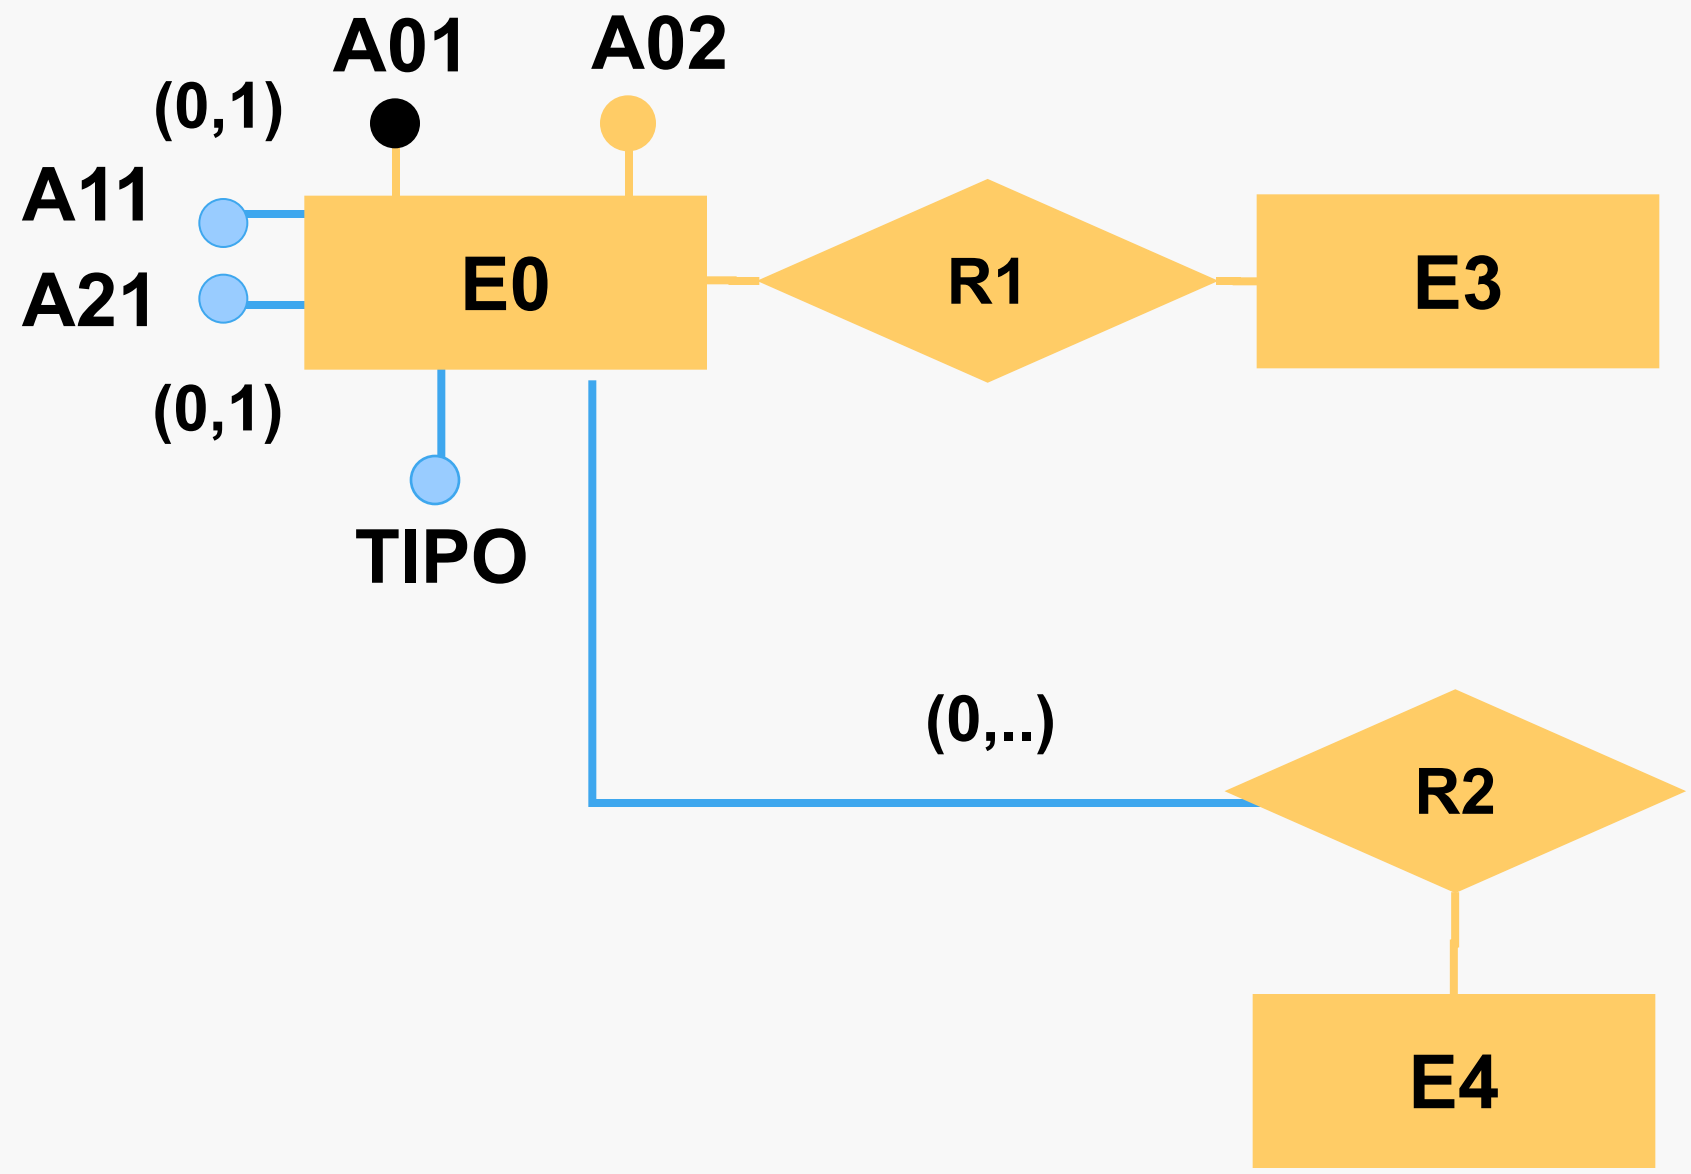 A01
A02
(0,1)
A11
A21
E0
R1
E3
(0,1)
TIPO
(0,..)
R2
E4